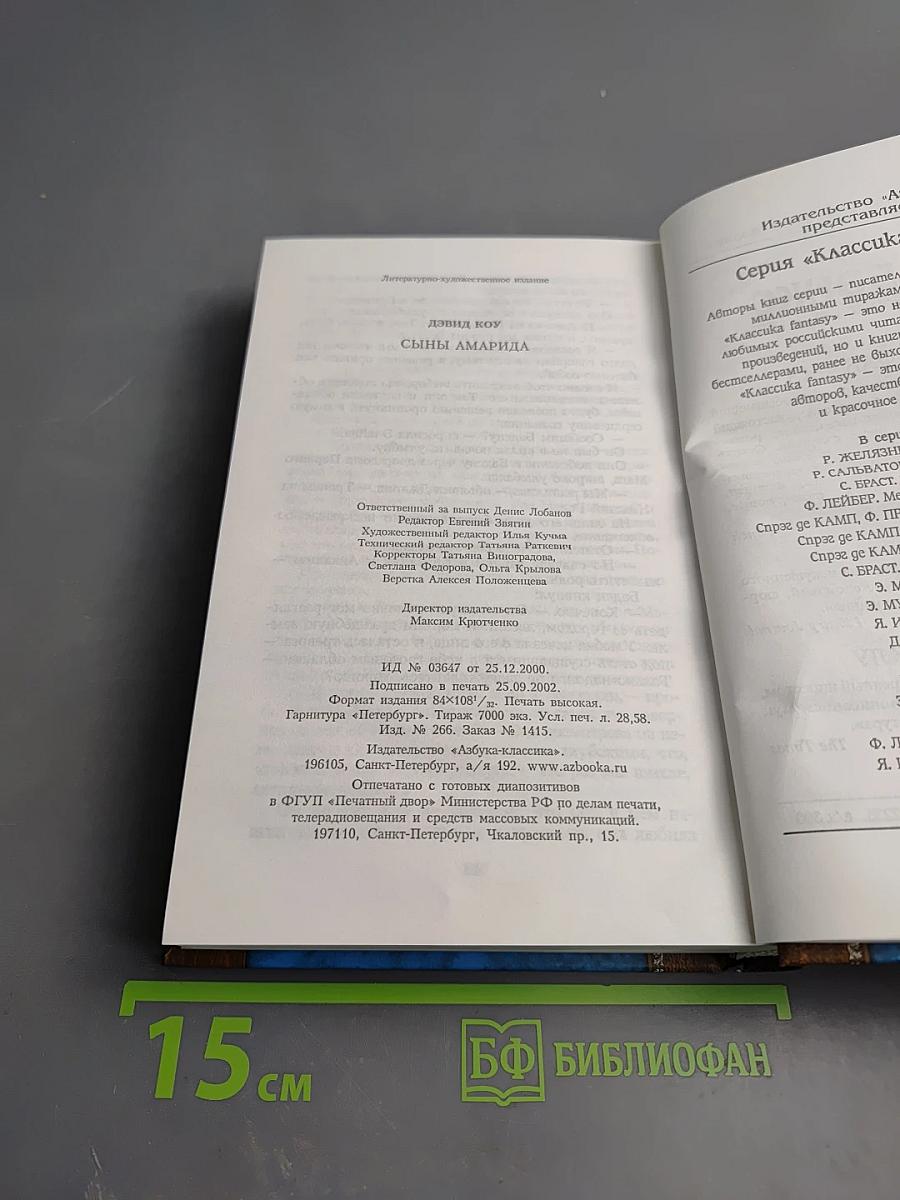 Литературно-художественное издание
ДЭВИД КОУ
СЫНЫ АМАРИДА
Ответственный за выпуск Денис Лобанов
Редактор Евгений Звягин
Художественный редактор Илья Кучма
Технический редактор Татьяна Раткевич
Корректоры Татьяна Виноградова,
Светлана Федорова, Ольга Крылова
Верстка Алексея Положенцева
Директор издательства
Максим Крютченко
ИД № 03647 от 25.12.2000.
Подписано в печать 25.09.2002.
Формат издания 84×108¹/₃₂. Печать высокая.
Гарнитура «Петербург». Тираж 7000 экз. Усл. печ. л. 28,58.
Изд. № 266. Заказ № 1415.
Издательство «Азбука-классика».
196105, Санкт-Петербург, а/я 192. www.azbooka.ru
Отпечатано с готовых диапозитивов
в ФГУП «Печатный двор» Министерства РФ по делам печати,
телерадиовещания и средств массовых коммуникаций.
197110, Санкт-Петербург, Чкаловский пр., 15.
Издательство
представля
Серия «Классика
Авторы книг серии – писател
миллионными тиражам
«Классика fantasy» – это н
любимых российскими чита
произведений, но и книги
бестселлерами, ранее не выхо
«Классика fantasy» – это
авторов, качеств
и красочное
В сери
Р. ЖЕЛЯЗН
Р. САЛЬВАТО
С. БРАСТ.
Ф. ЛЕЙБЕР. Ме
Спрэг де КАМП, Ф. ПР
Спрэг де КАМП,
Спрэг де КАМ
С. БРАСТ.
Э. М
Э. МУ
Я. И
Д
Ф. Л
Я.
15 см
БФ БИБЛИОФАН